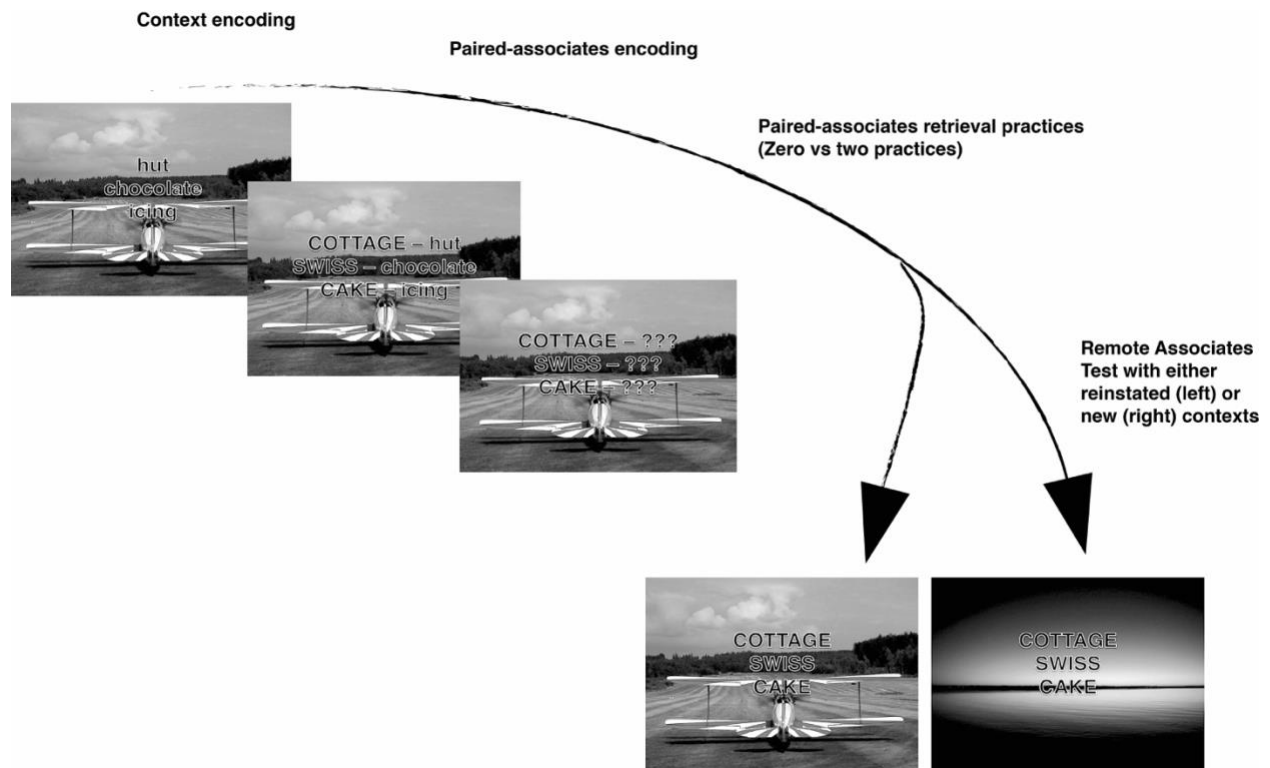 Context encoding
Paired-associates encoding
Paired-associates retrieval practices
(Zero vs two practices)
hut
chocolate
icing
COTTAGE – hut
SWISS – chocolate
CAKE – icing
COTTAGE – ???
SWISS – ???
CAKE – ???
Remote Associates
Test with either
reinstated (left) or
new (right) contexts
COTTAGE
SWISS
CAKE
COTTAGE
SWISS
CAKE